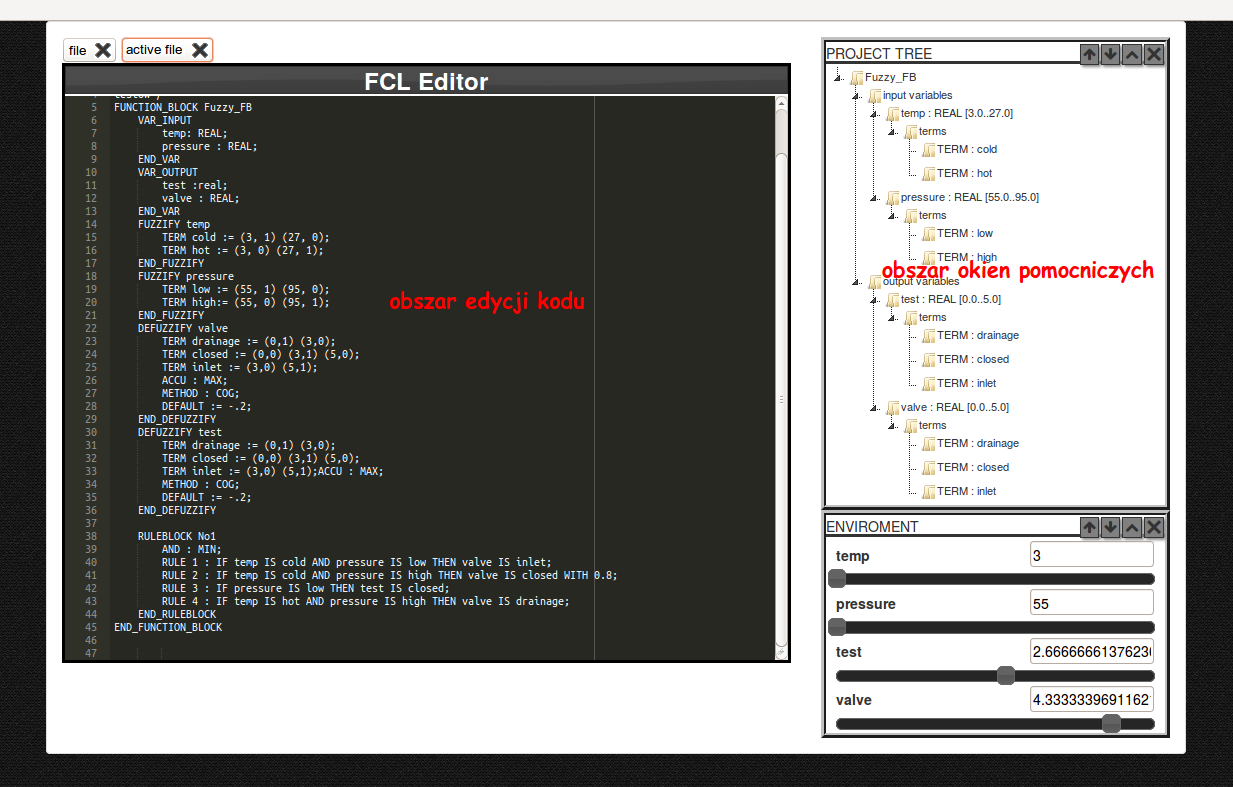 file
active file
FCL Editor
5 FUNCTION_BLOCK Fuzzy_FB
6 VAR_INPUT
7 temp: REAL;
8 pressure : REAL;
9 END_VAR
10 VAR_OUTPUT
11 test :real;
12 valve : REAL;
13 END_VAR
14 FUZZIFY temp
15 TERM cold := (3, 1) (27, 0);
16 TERM hot := (3, 0) (27, 1);
17 END_FUZZIFY
18 FUZZIFY pressure
19 TERM low := (55, 1) (95, 0);
20 TERM high:= (55, 0) (95, 1);
21 END_FUZZIFY
22 DEFUZZIFY valve
23 TERM drainage := (0,1) (3,0);
24 TERM closed := (0,0) (3,1) (5,0);
25 TERM inlet := (3,0) (5,1);
26 ACCU : MAX;
27 METHOD : COG;
28 DEFAULT := -.2;
29 END_DEFUZZIFY
30 DEFUZZIFY test
31 TERM drainage := (0,1) (3,0);
32 TERM closed := (0,0) (3,1) (5,0);
33 TERM inlet := (3,0) (5,1);ACCU : MAX;
34 METHOD : COG;
35 DEFAULT := -.2;
36 END_DEFUZZIFY
37
38 RULEBLOCK No1
39 AND : MIN;
40 RULE 1 : IF temp IS cold AND pressure IS low THEN valve IS inlet;
41 RULE 2 : IF temp IS cold AND pressure IS high THEN valve IS closed WITH 0.8;
42 RULE 3 : IF pressure IS low THEN test IS closed;
43 RULE 4 : IF temp IS hot AND pressure IS high THEN valve IS drainage;
44 END_RULEBLOCK
45 END_FUNCTION_BLOCK
46
47
obszar edycji kodu
PROJECT TREE
Fuzzy_FB
input variables
temp : REAL [3.0..27.0]
terms
TERM : cold
TERM : hot
pressure : REAL [55.0..95.0]
terms
TERM : low
TERM : high
obszar okien pomocniczych
output variables
test : REAL [0.0..5.0]
terms
TERM : drainage
TERM : closed
TERM : inlet
valve : REAL [0.0..5.0]
terms
TERM : drainage
TERM : closed
TERM : inlet
ENVIROMENT
temp 3
pressure 55
test 2.6666666137623
valve 4.3333339691162